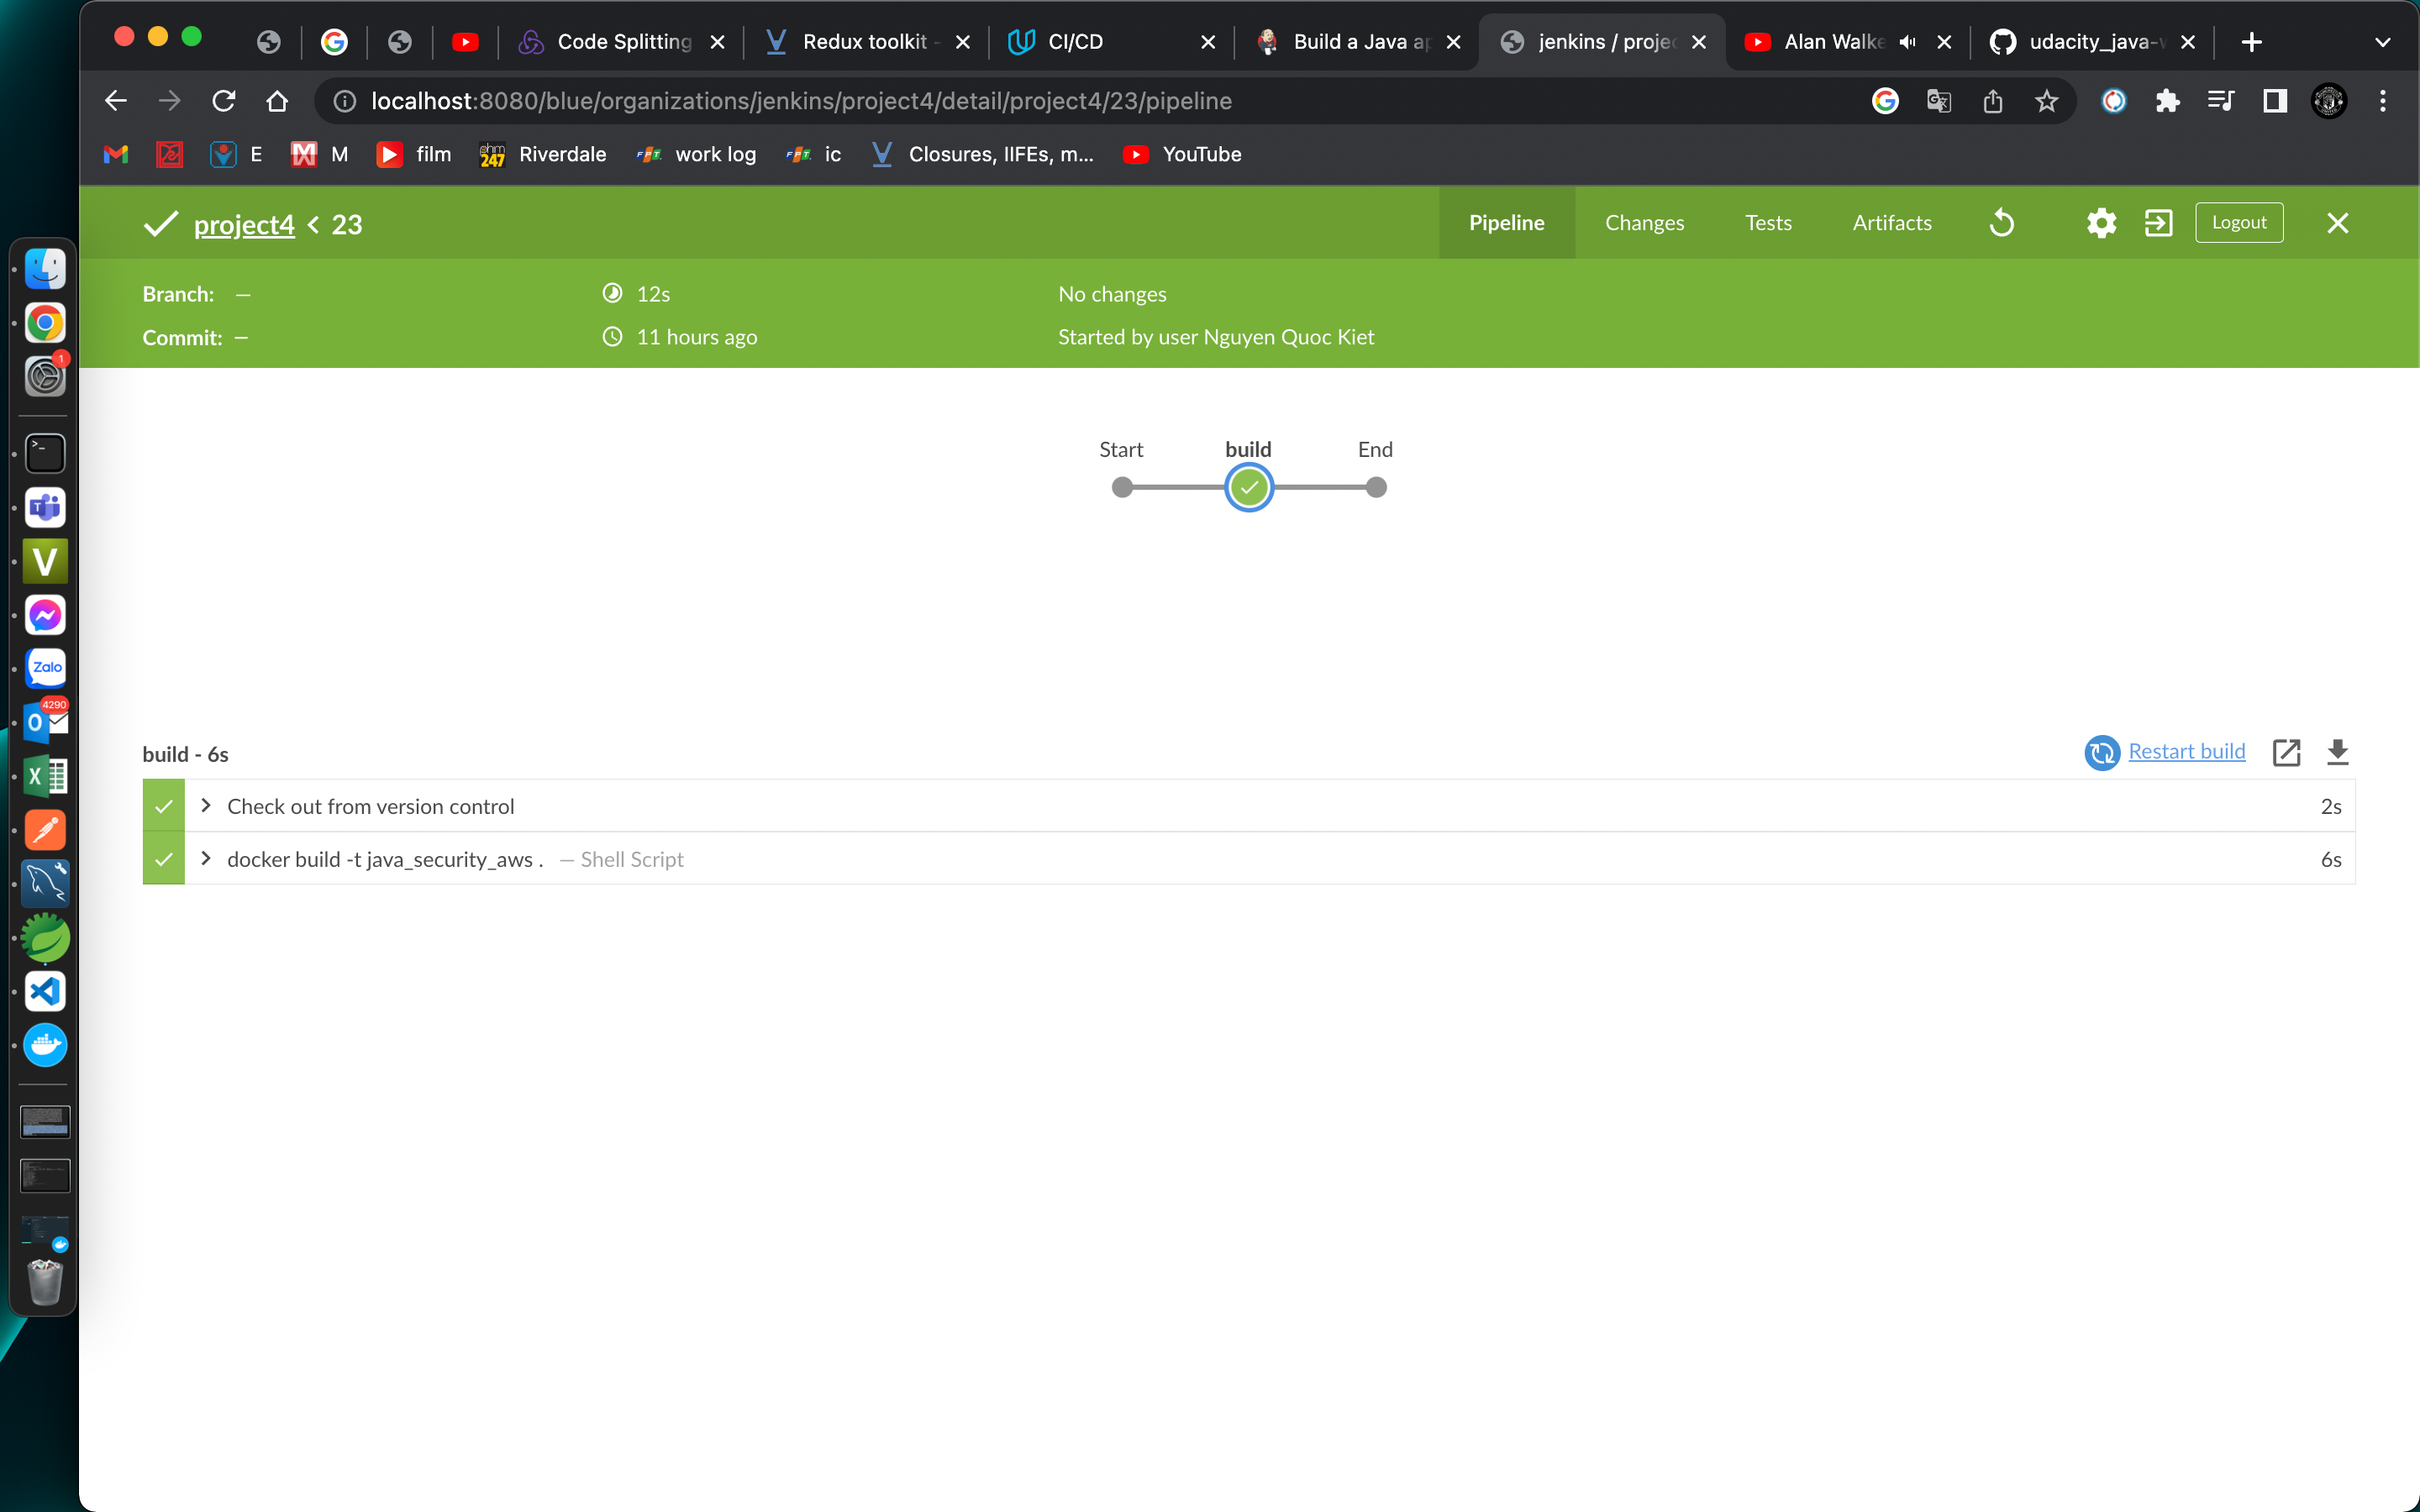 Code Splitting
Redux toolkit -
CI/CD
Build a Java ap
jenkins / projec
Alan Walke
udacity_java-w
localhost:8080/blue/organizations/jenkins/project4/detail/project4/23/pipeline
E
M
film
Riverdale
work log
ic
Closures, IIFEs, m...
YouTube
project4 < 23
Pipeline
Changes
Tests
Artifacts
Logout
Branch: —
12s
No changes
Commit: —
11 hours ago
Started by user Nguyen Quoc Kiet
Start
build
End
build - 6s
Restart build
Check out from version control
2s
docker build -t java_security_aws . — Shell Script
6s
1
Zalo
4290